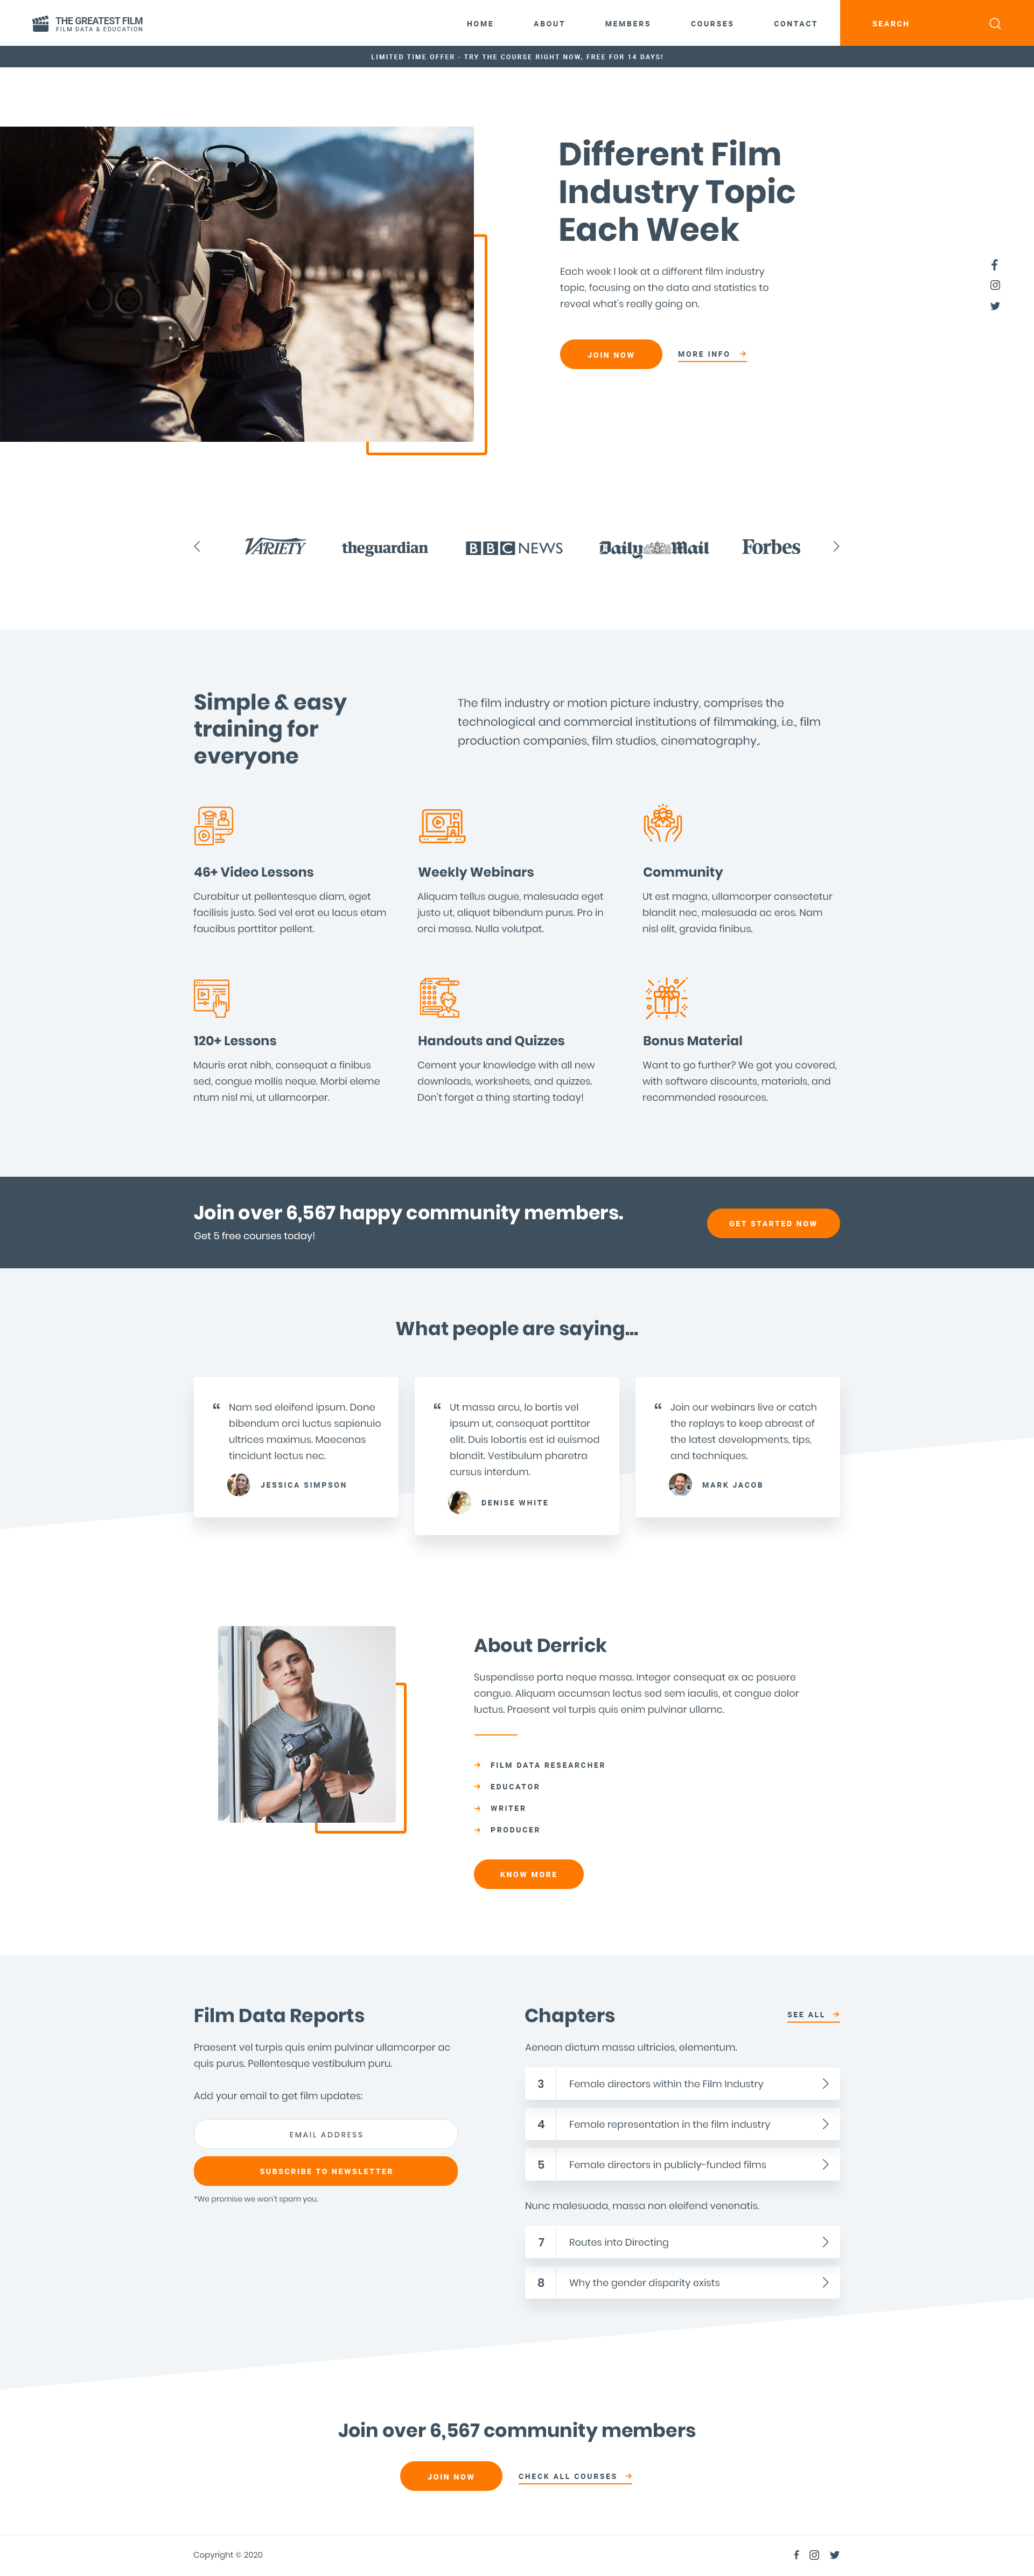 THE GREATEST FILM
FILM DATA & EDUCATION
HOME
ABOUT
MEMBERS
COURSES
CONTACT
SEARCH
LIMITED TIME OFFER - TRY THE COURSE RIGHT NOW, FREE FOR 14 DAYS!
Different Film
Industry Topic
Each Week
Each week I look at a different film industry
topic, focusing on the data and statistics to
reveal what's really going on.
JOIN NOW
MORE INFO
VARIETY
theguardian
BBC NEWS
Daily Mail
Forbes
Simple & easy
training for
everyone
The film industry or motion picture industry, comprises the
technological and commercial institutions of filmmaking, i.e., film
production companies, film studios, cinematography,.
46+ Video Lessons
Curabitur ut pellentesque diam, eget
facilisis justo. Sed vel erat eu lacus etam
faucibus porttitor pellent.
Weekly Webinars
Aliquam tellus augue, malesuada eget
justo ut, aliquet bibendum purus. Pro in
orci massa. Nulla volutpat.
Community
Ut est magna, ullamcorper consectetur
blandit nec, malesuada ac eros. Nam
nisl elit, gravida finibus.
120+ Lessons
Mauris erat nibh, consequat a finibus
sed, congue mollis neque. Morbi eleme
ntum nisl mi, ut ullamcorper.
Handouts and Quizzes
Cement your knowledge with all new
downloads, worksheets, and quizzes.
Don't forget a thing starting today!
Bonus Material
Want to go further? We got you covered,
with software discounts, materials, and
recommended resources.
Join over 6,567 happy community members.
Get 5 free courses today!
GET STARTED NOW
What people are saying...
“ Nam sed eleifend ipsum. Done
bibendum orci luctus sapienuio
ultrices maximus. Maecenas
tincidunt lectus nec.
JESSICA SIMPSON
“ Ut massa arcu, lo bortis vel
ipsum ut, consequat porttitor
elit. Duis lobortis est id euismod
blandit. Vestibulum pharetra
cursus interdum.
DENISE WHITE
“ Join our webinars live or catch
the replays to keep abreast of
the latest developments, tips,
and techniques.
MARK JACOB
About Derrick
Suspendisse porta neque massa. Integer consequat ex ac posuere
congue. Aliquam accumsan lectus sed sem iaculis, et congue dolor
luctus. Praesent vel turpis quis enim pulvinar ullamc.
FILM DATA RESEARCHER
EDUCATOR
WRITER
PRODUCER
KNOW MORE
Film Data Reports
Praesent vel turpis quis enim pulvinar ullamcorper ac
quis purus. Pellentesque vestibulum puru.
Add your email to get film updates:
EMAIL ADDRESS
SUBSCRIBE TO NEWSLETTER
*We promise we won't spam you.
Chapters
SEE ALL
Aenean dictum massa ultricies, elementum.
3 Female directors within the Film Industry
4 Female representation in the film industry
5 Female directors in publicly-funded films
Nunc malesuada, massa non eleifend venenatis.
7 Routes into Directing
8 Why the gender disparity exists
Join over 6,567 community members
JOIN NOW
CHECK ALL COURSES
Copyright © 2020